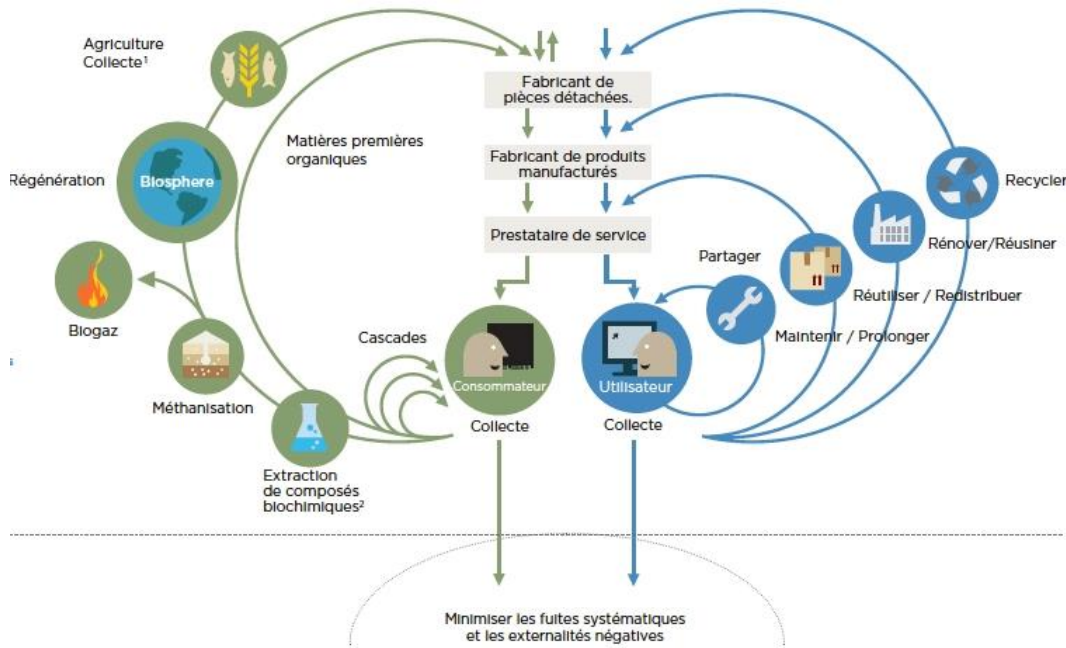 Agriculture
Collecte¹
Fabricant de
pièces détachées.
Matières premières
organiques
Fabricant de produits
manufacturés
Régénération
Biosphere
Recycler
Prestataire de service
Rénover/Réusiner
Partager
Réutiliser / Redistribuer
Biogaz
Maintenir / Prolonger
Cascades
Consommateur
Utilisateur
Méthanisation
Collecte
Collecte
Extraction
de composés
biochimiques²
Minimiser les fuites systématiques
et les externalités négatives